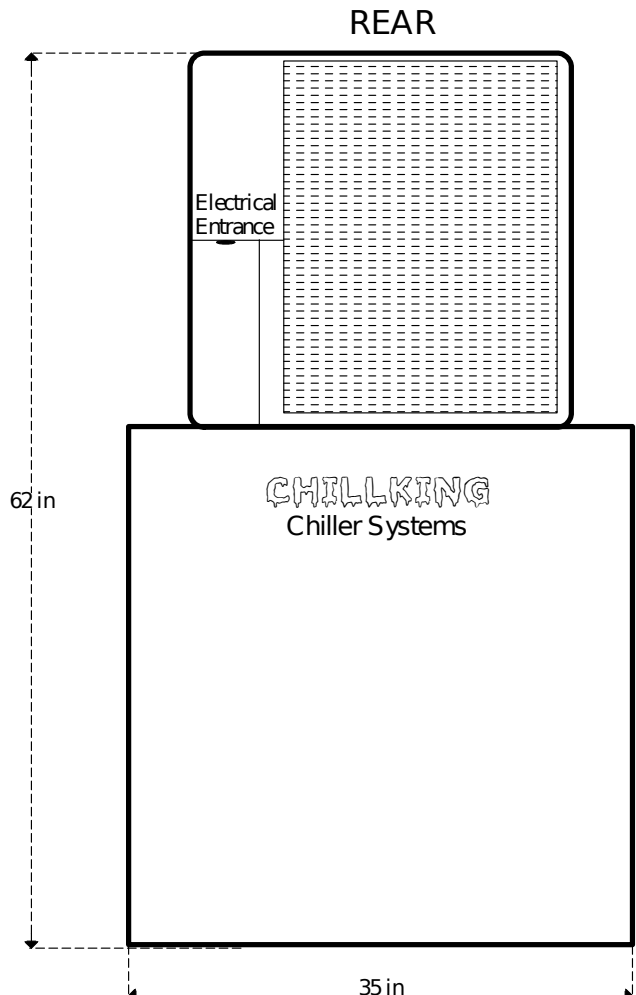 REAR
Electrical
Entrance
62 in
CHILLKING
Chiller Systems
35 in